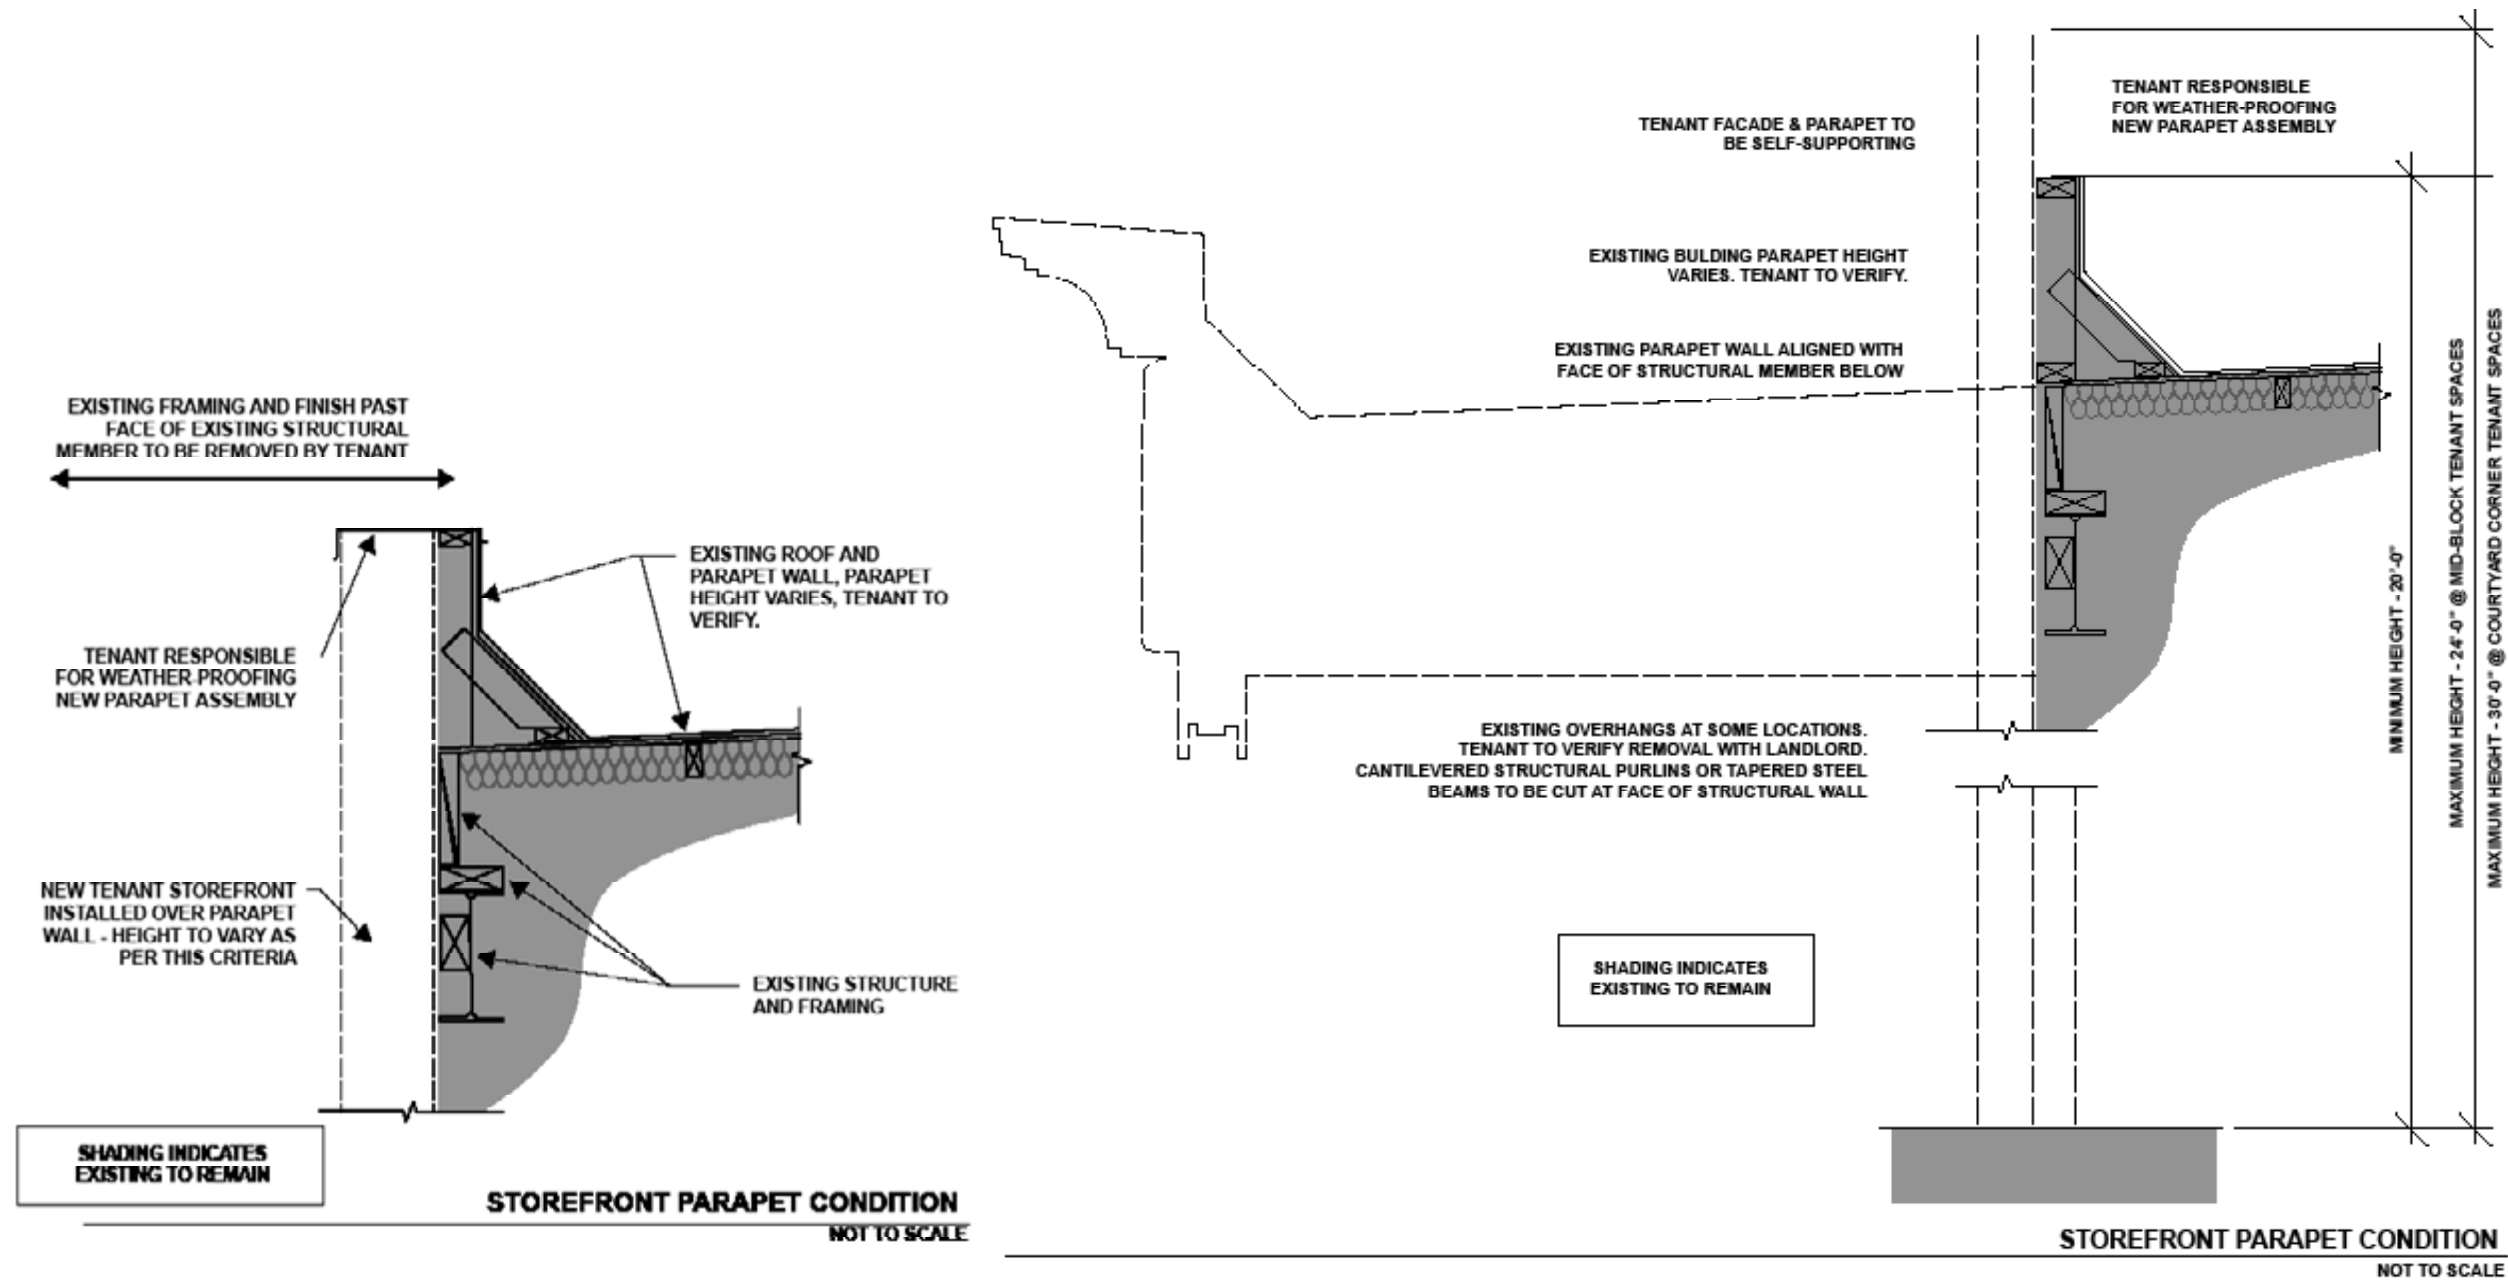 EXISTING FRAMING AND FINISH PAST
FACE OF EXISTING STRUCTURAL
MEMBER TO BE REMOVED BY TENANT
EXISTING ROOF AND
PARAPET WALL, PARAPET
HEIGHT VARIES, TENANT TO
VERIFY.
TENANT RESPONSIBLE
FOR WEATHER-PROOFING
NEW PARAPET ASSEMBLY
NEW TENANT STOREFRONT
INSTALLED OVER PARAPET
WALL - HEIGHT TO VARY AS
PER THIS CRITERIA
EXISTING STRUCTURE
AND FRAMING
SHADING INDICATES
EXISTING TO REMAIN
STOREFRONT PARAPET CONDITION
NOT TO SCALE
TENANT RESPONSIBLE
FOR WEATHER-PROOFING
NEW PARAPET ASSEMBLY
TENANT FACADE & PARAPET TO
BE SELF-SUPPORTING
EXISTING BULDING PARAPET HEIGHT
VARIES. TENANT TO VERIFY.
EXISTING PARAPET WALL ALIGNED WITH
FACE OF STRUCTURAL MEMBER BELOW
EXISTING OVERHANGS AT SOME LOCATIONS.
TENANT TO VERIFY REMOVAL WITH LANDLORD.
CANTILEVERED STRUCTURAL PURLINS OR TAPERED STEEL
BEAMS TO BE CUT AT FACE OF STRUCTURAL WALL
SHADING INDICATES
EXISTING TO REMAIN
MINIMUM HEIGHT - 20'-0"
MAXIMUM HEIGHT - 24'-0" @ MID-BLOCK TENANT SPACES
MAXIMUM HEIGHT - 30'-0" @ COURTYARD CORNER TENANT SPACES
STOREFRONT PARAPET CONDITION
NOT TO SCALE